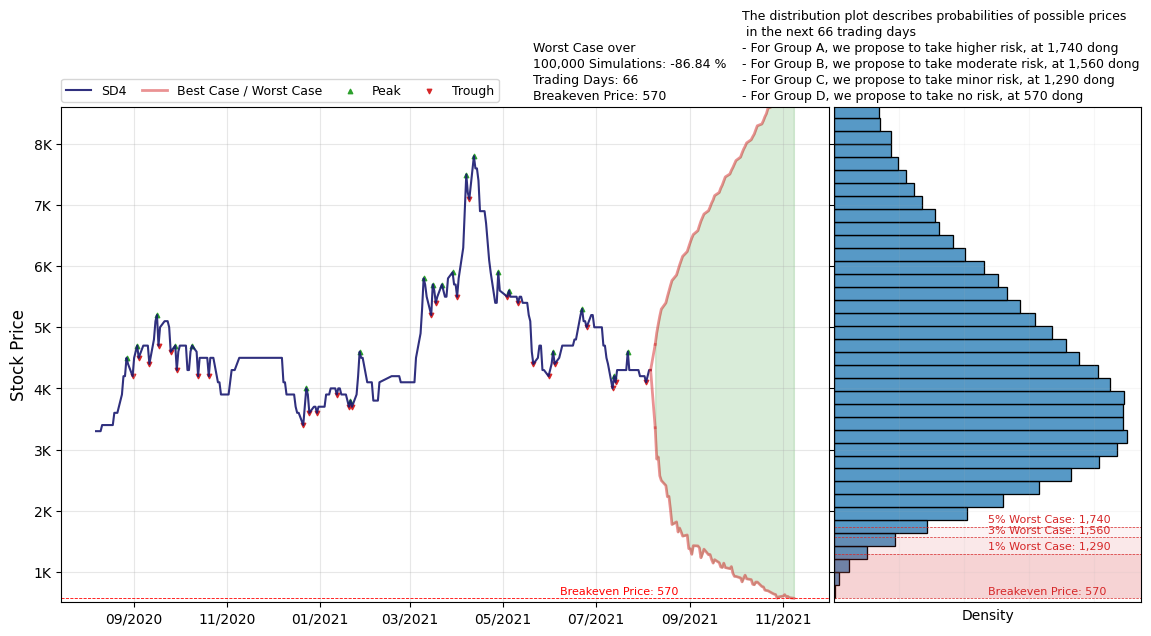 The distribution plot describes probabilities of possible prices
in the next 66 trading days
- For Group A, we propose to take higher risk, at 1,740 dong
- For Group B, we propose to take moderate risk, at 1,560 dong
- For Group C, we propose to take minor risk, at 1,290 dong
- For Group D, we propose to take no risk, at 570 dong
Worst Case over
100,000 Simulations: -86.84 %
Trading Days: 66
Breakeven Price: 570
SD4
Best Case / Worst Case
Peak
Trough
Stock Price
8K
7K
6K
5K
4K
3K
2K
1K
Breakeven Price: 570
09/2020
11/2020
01/2021
03/2021
05/2021
07/2021
09/2021
11/2021
5% Worst Case: 1,740
3% Worst Case: 1,560
1% Worst Case: 1,290
Breakeven Price: 570
Density